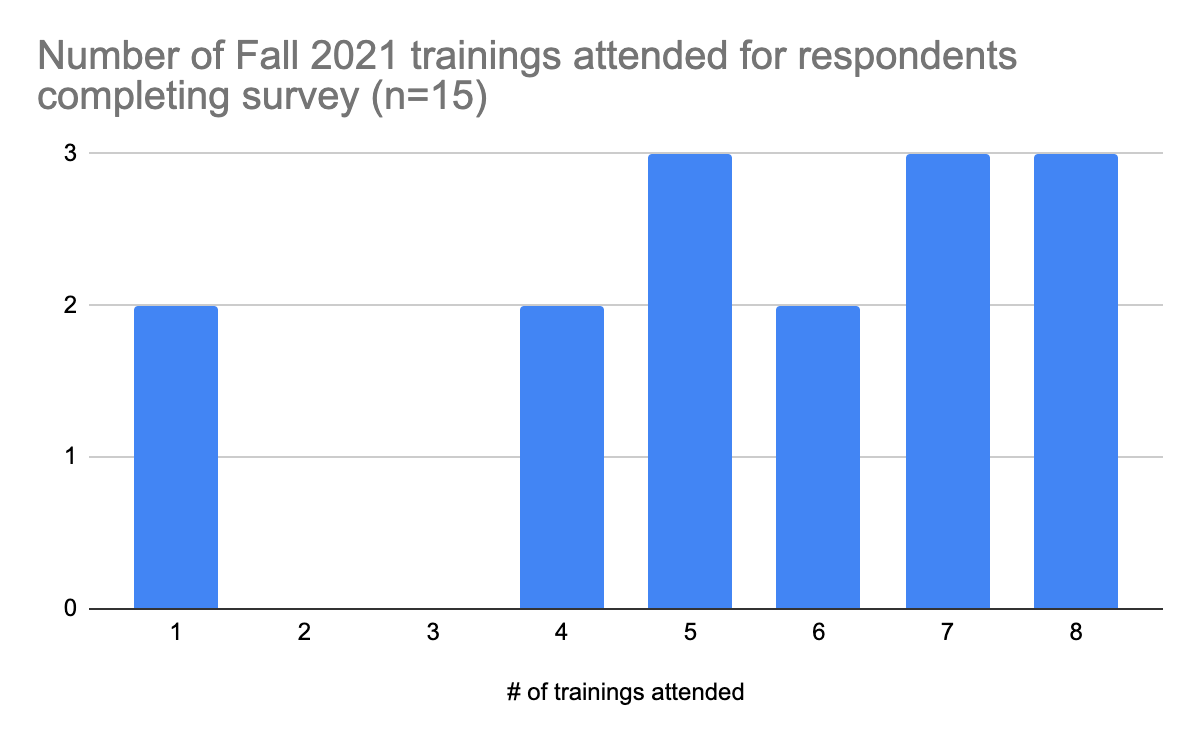 Number of Fall 2021 trainings attended for respondents
completing survey (n=15)
3
2
1
0
1 2 3 4 5 6 7 8
# of trainings attended